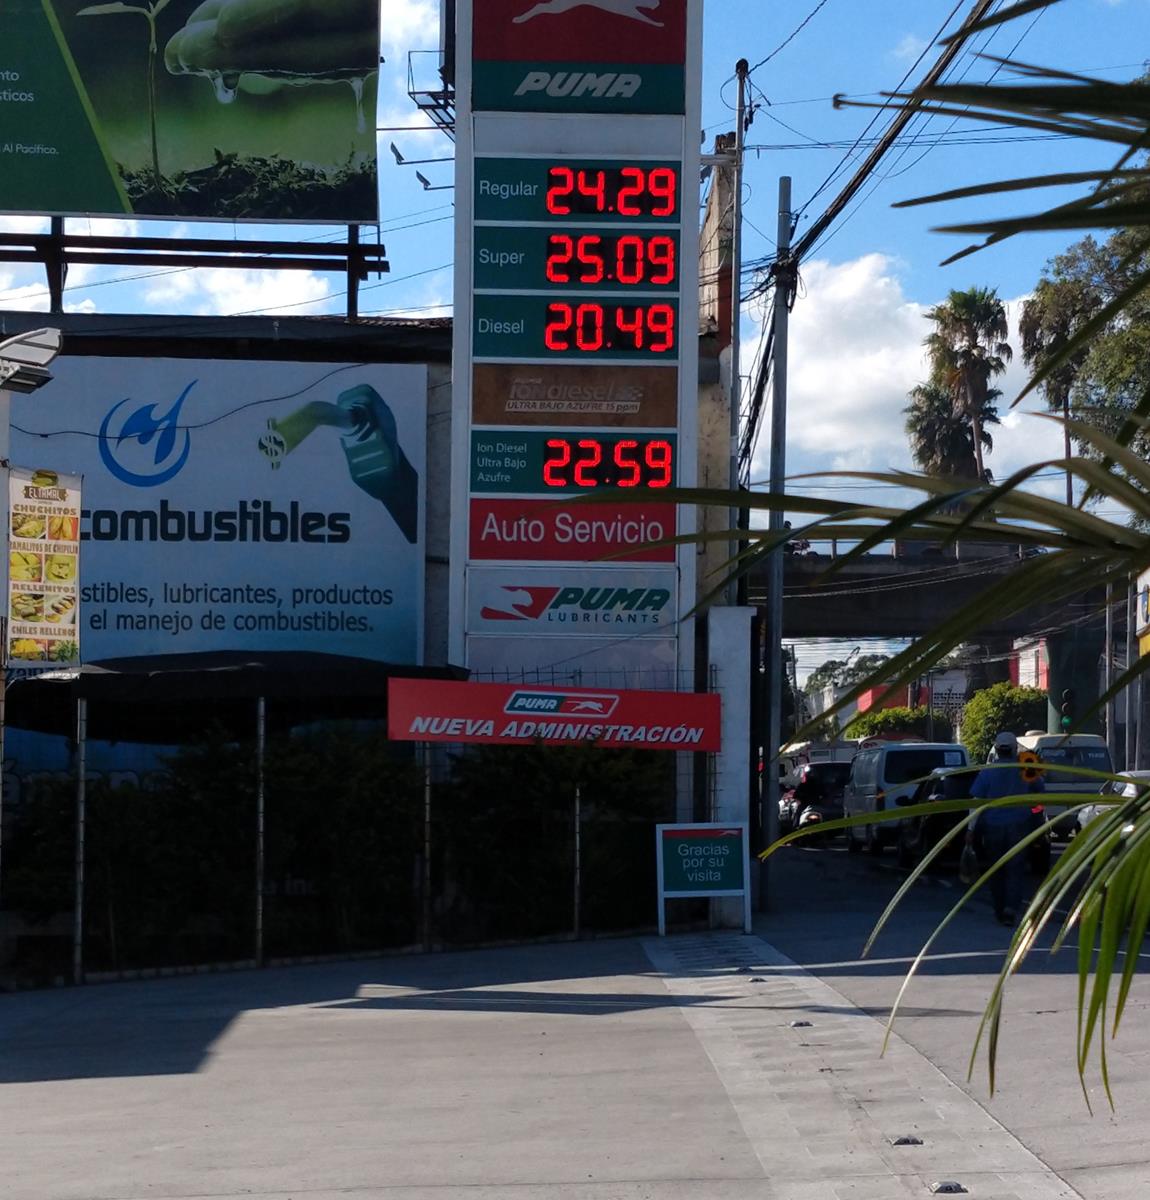 nto
sticos
Al Pacífico.
PUMA
Regular 24.29
Super 25.09
Diesel 20.49
ion diesel
ULTRA BAJO AZUFRE 15 ppm
Ion Diesel
Ultra Bajo
Azufre
22.59
Auto Servicio
PUMA
LUBRICANTS
combustibles
stibles, lubricantes, productos
el manejo de combustibles.
$
EL TAMAL
CHUCHITOS
TAMALITOS DE CHIPILIN
RELLENITOS
CHILES RELLENOS
PUMA
NUEVA ADMINISTRACIÓN
Gracias
por su
visita